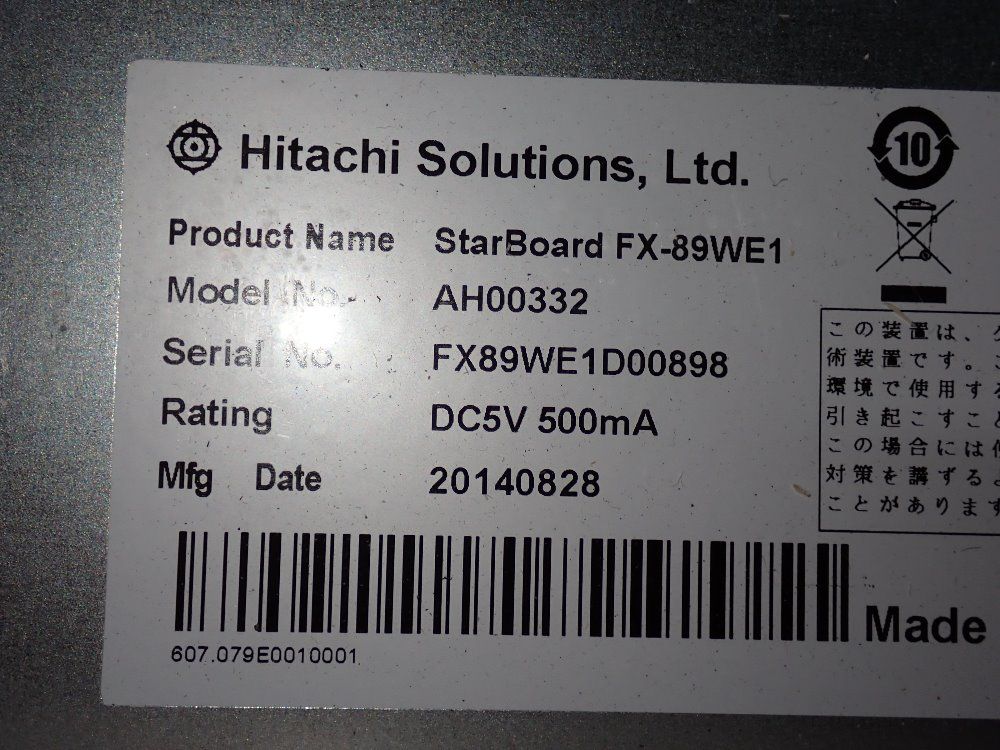 Hitachi Solutions, Ltd.
10
Product Name StarBoard FX-89WE1
Model No. AH00332
Serial No. FX89WE1D00898
Rating DC5V 500mA
Mfg Date 20140828
この装置は、
術装置です。
環境で使用する
引き起こすこと
この場合には
対策を講ずる
ことがあります
607.079E0010001
Made